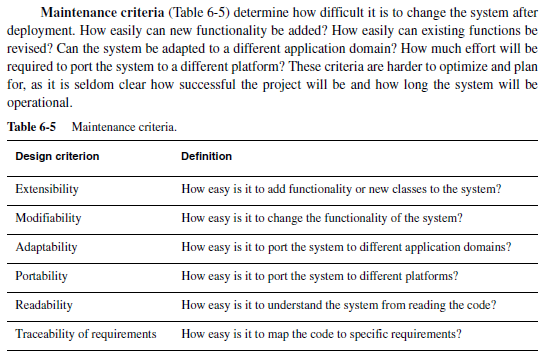 Maintenance criteria (Table 6-5) determine how difficult it is to change the system after
deployment. How easily can new functionality be added? How easily can existing functions be
revised? Can the system be adapted to a different application domain? How much effort will be
required to port the system to a different platform? These criteria are harder to optimize and plan
for, as it is seldom clear how successful the project will be and how long the system will be
operational.
Table 6-5 Maintenance criteria.
Design criterion Definition
Extensibility How easy is it to add functionality or new classes to the system?
Modifiability How easy is it to change the functionality of the system?
Adaptability How easy is it to port the system to different application domains?
Portability How easy is it to port the system to different platforms?
Readability How easy is it to understand the system from reading the code?
Traceability of requirements How easy is it to map the code to specific requirements?